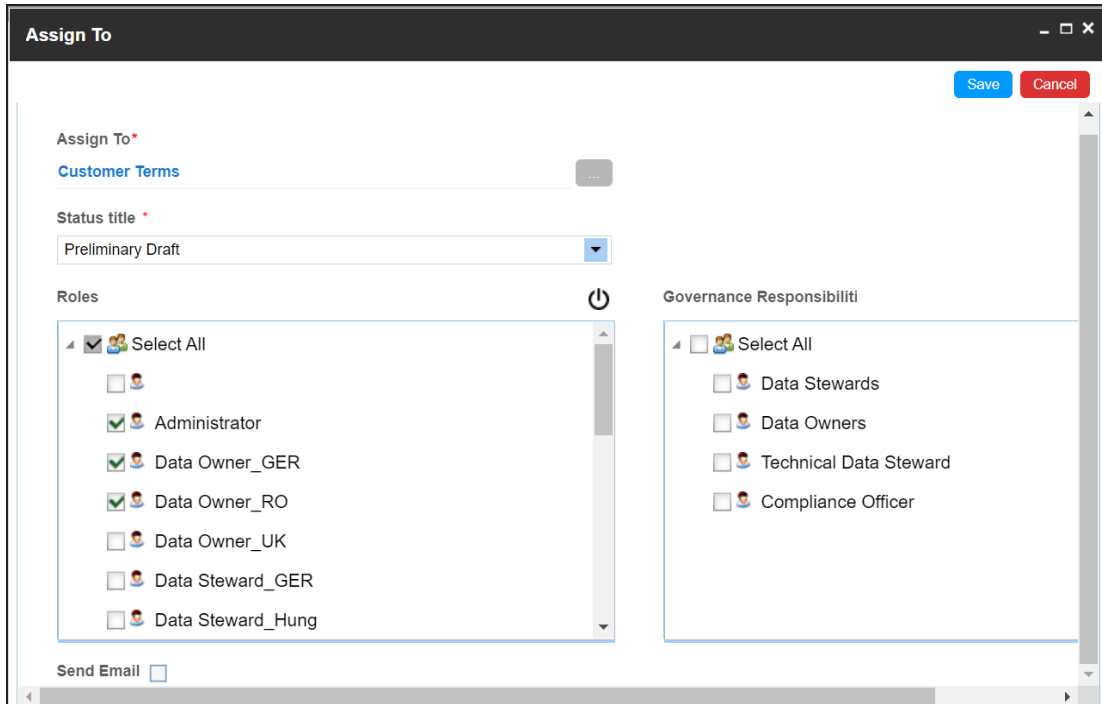 Assign To
Save Cancel
Assign To*
Customer Terms
...
Status title *
Preliminary Draft
Roles
Select All
Administrator
Data Owner_GER
Data Owner_RO
Data Owner_UK
Data Steward_GER
Data Steward_Hung
Governance Responsibiliti
Select All
Data Stewards
Data Owners
Technical Data Steward
Compliance Officer
Send Email